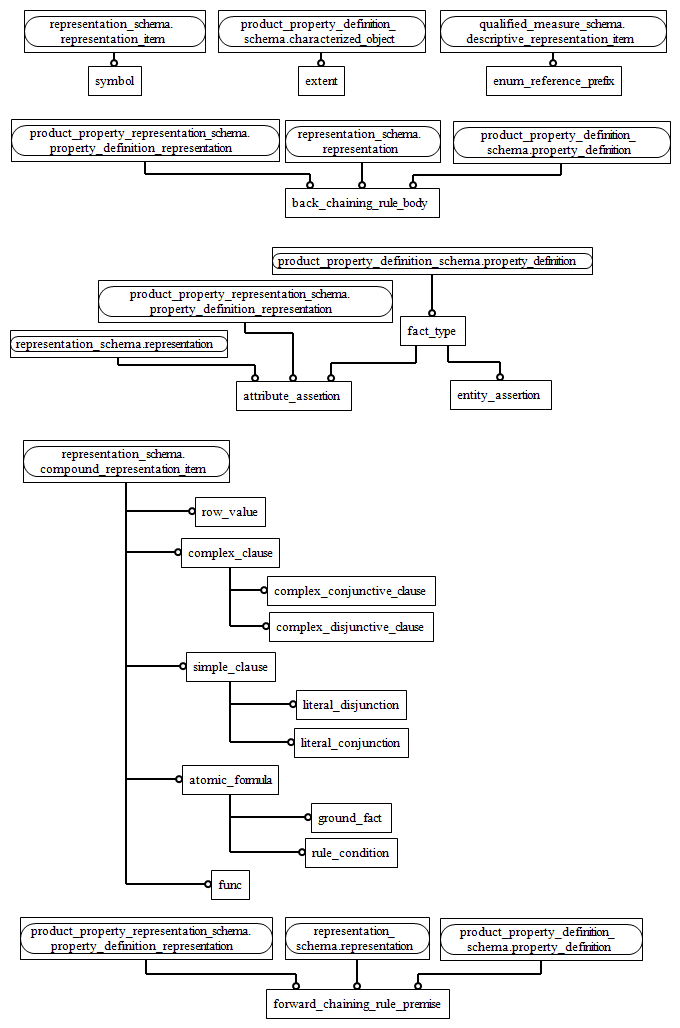 representation_schema.
representation_item
product_property_definition_
schema.characterized_object
qualified_measure_schema.
descriptive_representation_item
symbol
extent
enum_reference_prefix
product_property_representation_schema.
property_definition_representation
representation_schema.
representation
product_property_definition_
schema.property_definition
back_chaining_rule_body
product_property_definition_schema.property_definition
product_property_representation_schema.
property_definition_representation
fact_type
representation_schema.representation
attribute_assertion
entity_assertion
representation_schema.
compound_representation_item
row_value
complex_clause
complex_conjunctive_clause
complex_disjunctive_clause
simple_clause
literal_disjunction
literal_conjunction
atomic_formula
ground_fact
rule_condition
func
product_property_representation_schema.
property_definition_representation
representation_
schema.representation
product_property_definition_
schema.property_definition
forward_chaining_rule_premise